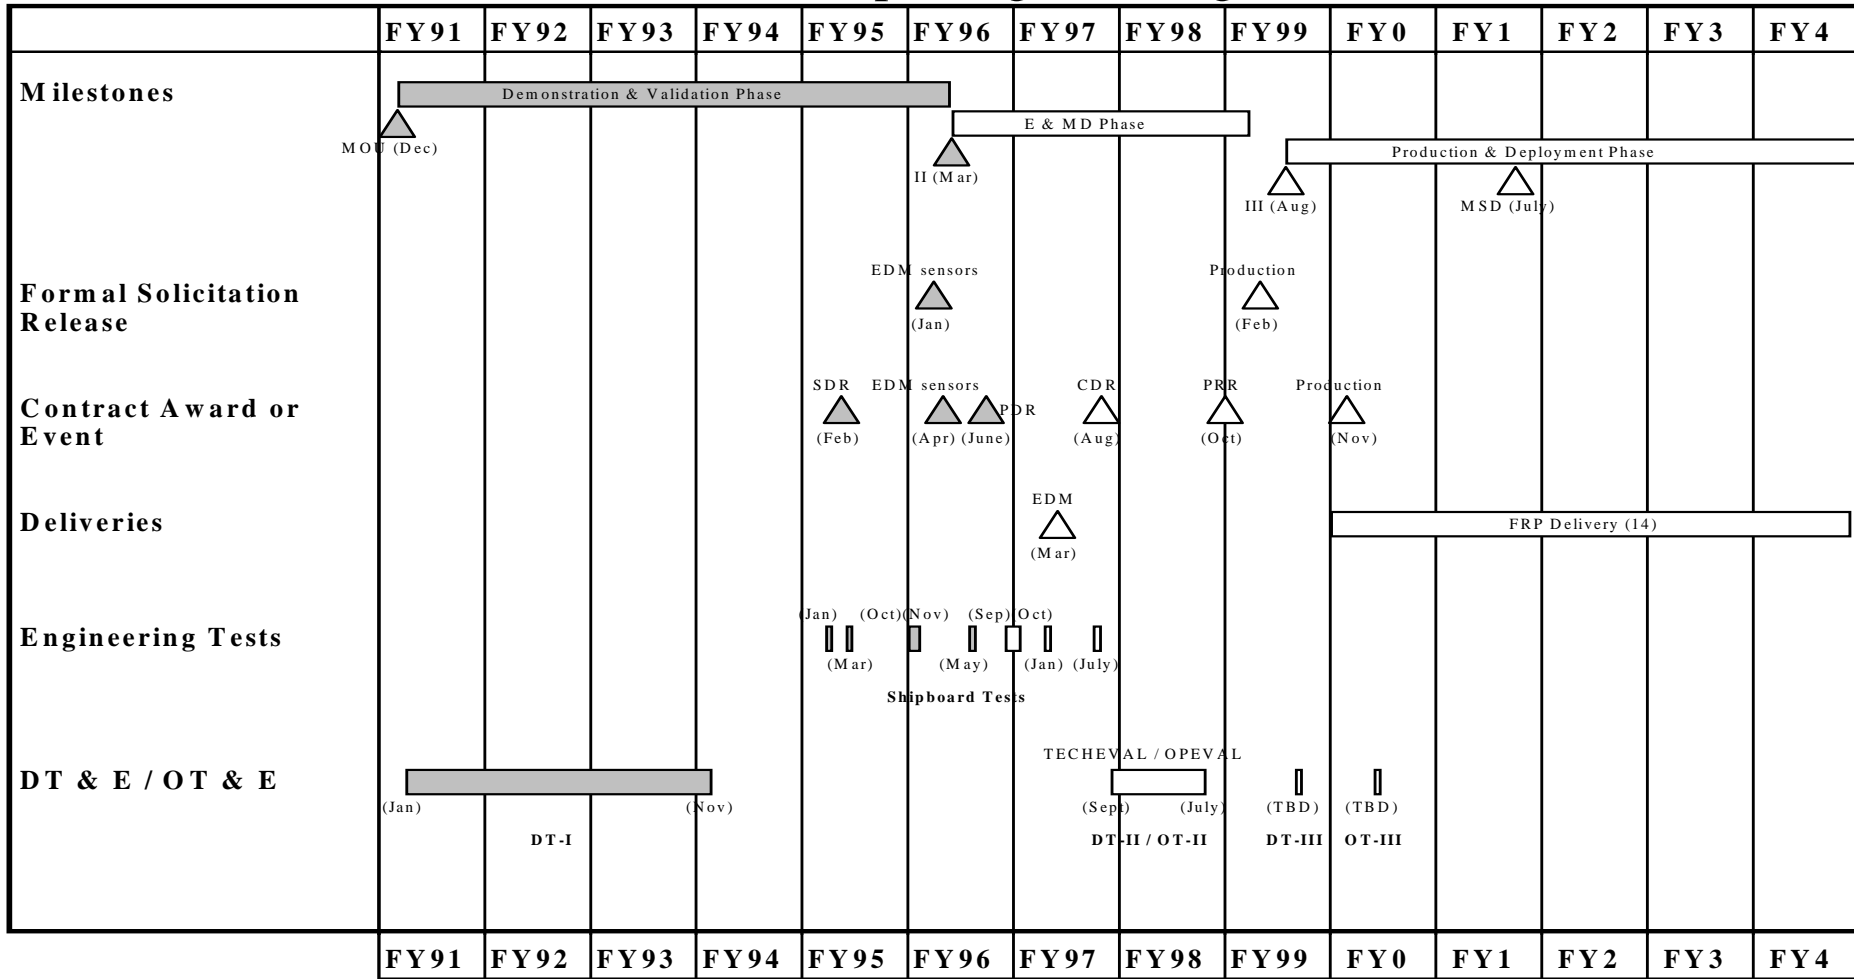 FY91 FY92 FY93 FY94 FY95 FY96 FY97 FY98 FY99 FY0 FY1 FY2 FY3 FY4
Milestones
Demonstration & Validation Phase
E & MD Phase
MOU (Dec)
Production & Deployment Phase
II (Mar)
III (Aug)
MSD (July)
EDM sensors
Production
Formal Solicitation
Release
(Jan)
(Feb)
SDR
EDM sensors
CDR
PRR
Production
Contract Award or
Event
PDR
(Feb)
(Apr)
(June)
(Aug)
(Oct)
(Nov)
EDM
Deliveries
FRP Delivery (14)
(Mar)
(Jan)
(Oct)
(Nov)
(Sep)
(Oct)
Engineering Tests
(Mar)
(May)
(Jan)
(July)
Shipboard Tests
TECHEVAL / OPEVAL
DT & E / OT & E
(Jan)
(Nov)
(Sept)
(July)
(TBD)
(TBD)
DT-I
DT-II / OT-II
DT-III
OT-III
FY91 FY92 FY93 FY94 FY95 FY96 FY97 FY98 FY99 FY0 FY1 FY2 FY3 FY4